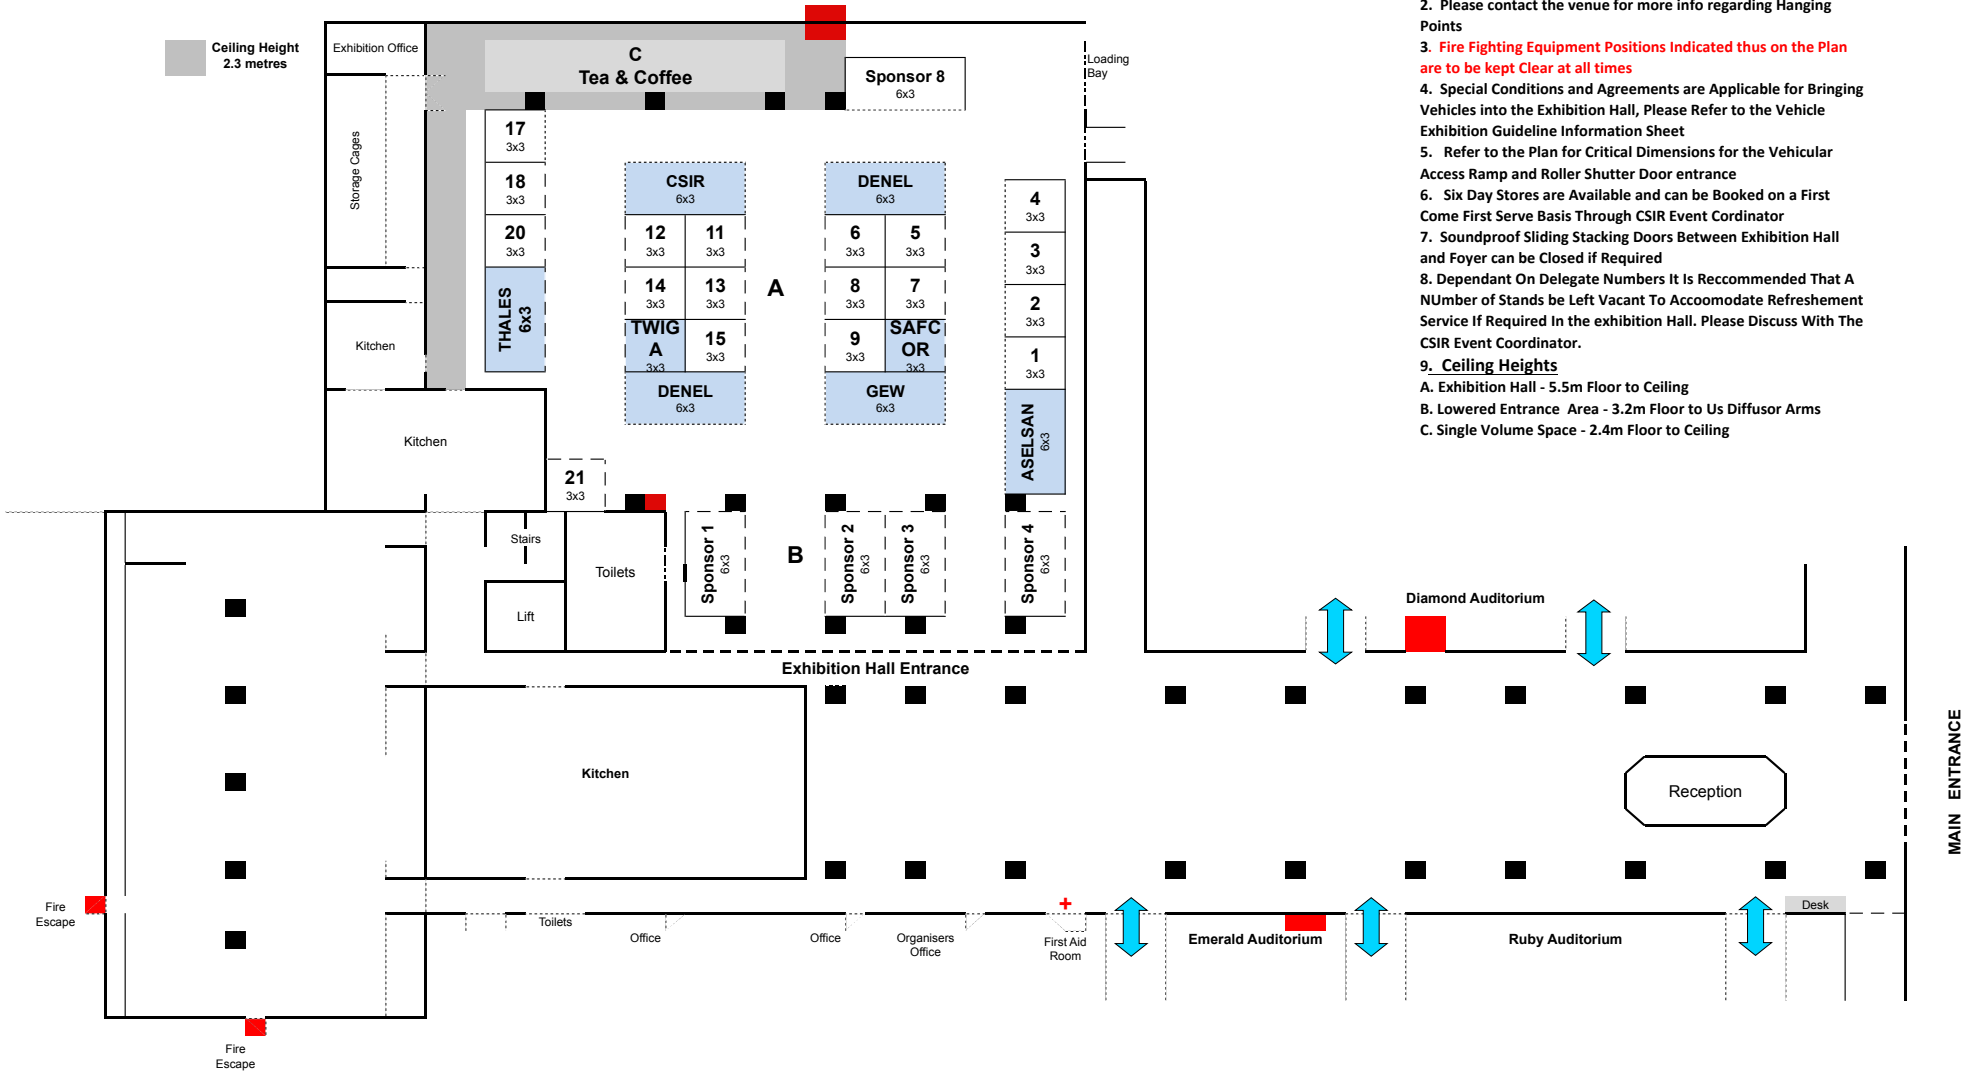 2. Please contact the venue for more info regarding Hanging
Points
3. Fire Fighting Equipment Positions Indicated thus on the Plan
are to be kept Clear at all times
4. Special Conditions and Agreements are Applicable for Bringing
Vehicles into the Exhibition Hall, Please Refer to the Vehicle
Exhibition Guideline Information Sheet
5. Refer to the Plan for Critical Dimensions for the Vehicular
Access Ramp and Roller Shutter Door entrance
6. Six Day Stores are Available and can be Booked on a First
Come First Serve Basis Through CSIR Event Cordinator
7. Soundproof Sliding Stacking Doors Between Exhibition Hall
and Foyer can be Closed if Required
8. Dependant On Delegate Numbers It Is Reccommended That A
NUmber of Stands be Left Vacant To Accoomodate Refreshement
Service If Required In the exhibition Hall. Please Discuss With The
CSIR Event Coordinator.
9. Ceiling Heights
A. Exhibition Hall - 5.5m Floor to Ceiling
B. Lowered Entrance Area - 3.2m Floor to Us Diffusor Arms
C. Single Volume Space - 2.4m Floor to Ceiling
Ceiling Height
2.3 metres
Exhibition Office
C
Tea & Coffee
Sponsor 8
6x3
Loading
Bay
Storage Cages
17
3x3
18
3x3
20
3x3
THALES
6x3
CSIR
6x3
12
3x3
11
3x3
14
3x3
13
3x3
TWIG
A
3x3
15
3x3
DENEL
6x3
A
DENEL
6x3
6
3x3
5
3x3
8
3x3
7
3x3
9
3x3
SAFC
OR
3x3
GEW
6x3
4
3x3
3
3x3
2
3x3
1
3x3
ASELSAN
6x3
Kitchen
Kitchen
21
3x3
Stairs
Toilets
Lift
Sponsor 1
6x3
B
Sponsor 2
6x3
Sponsor 3
6x3
Sponsor 4
6x3
Diamond Auditorium
Exhibition Hall Entrance
Kitchen
Reception
MAIN ENTRANCE
Fire
Escape
Toilets
Office
Office
Organisers
Office
First Aid
Room
Emerald Auditorium
Ruby Auditorium
Desk
Fire
Escape